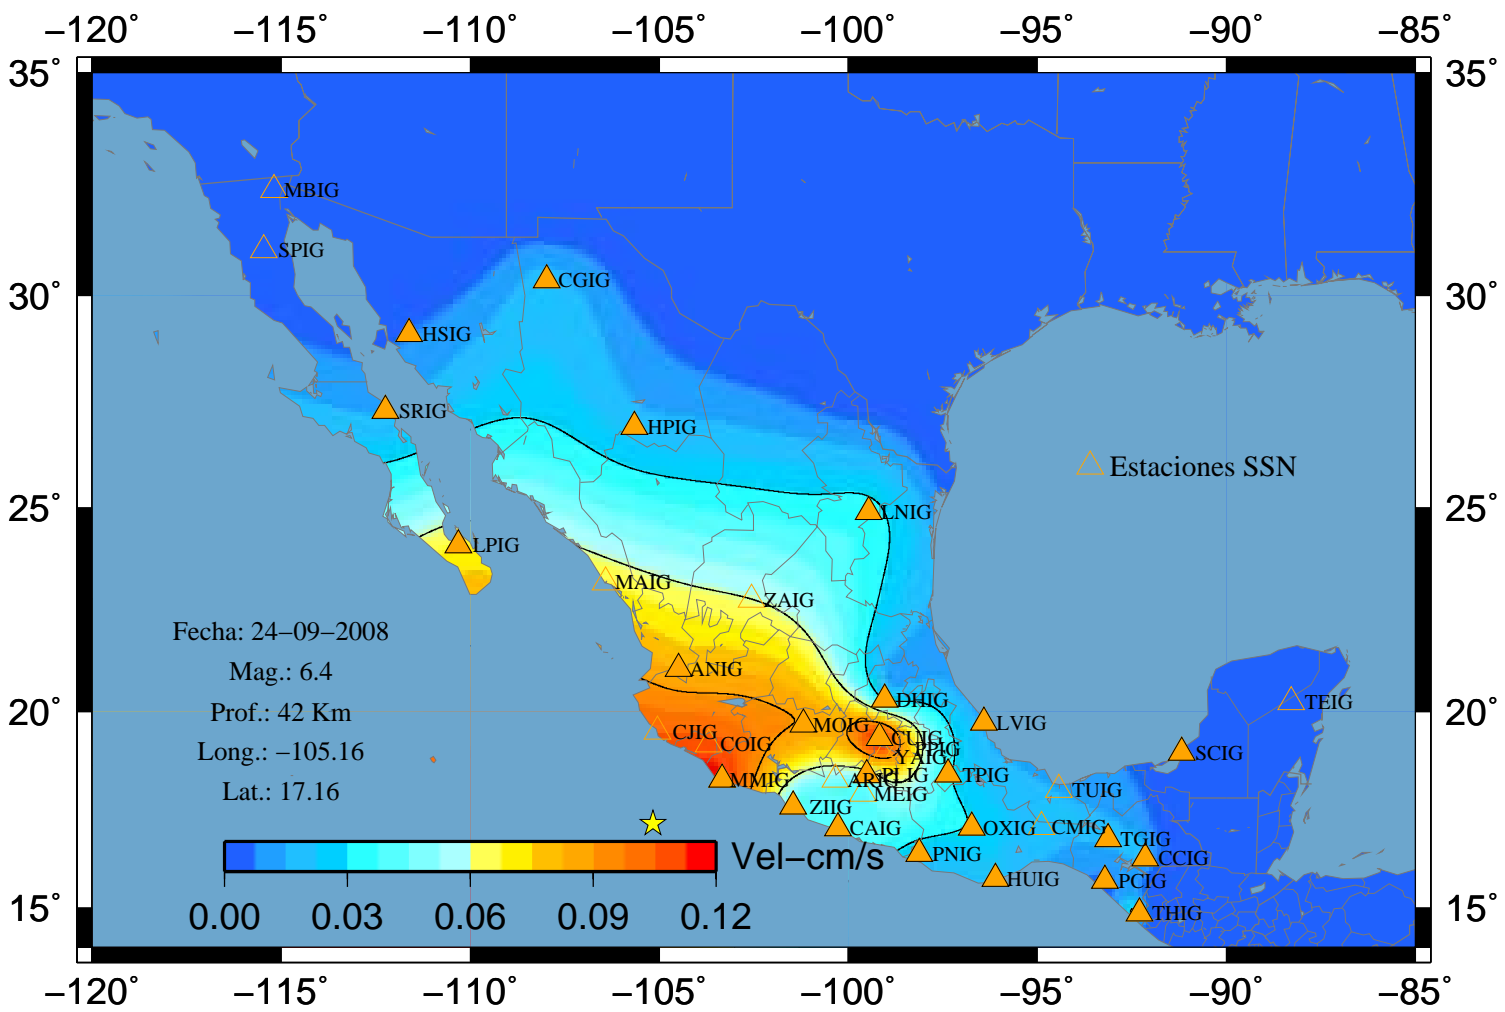 −120° −115° −110° −105° −100° −95° −90° −85°
35° 35°
MBIG
SPIG
CGIG
30° 30°
HSIG
SRIG
HPIG
Estaciones SSN
25° 25°
LNIG
LPIG
MAIG
ZAIG
Fecha: 24−09−2008
Mag.: 6.4
ANIG
DHIG
TEIG
Prof.: 42 Km
20° 20°
MOIG
LVIG
CJIG
COIG
CUIG
PPIG
YAIG
SCIG
Long.: −105.16
MMIG
ARIG
PLIG
TPIG
Lat.: 17.16
MEIG
TUIG
ZIIG
CAIG
OXIG
CMIG
TGIG
Vel−cm/s
PNIG
CCIG
HUIG
PCIG
0.00 0.03 0.06 0.09 0.12
15° 15°
THIG
−120° −115° −110° −105° −100° −95° −90° −85°